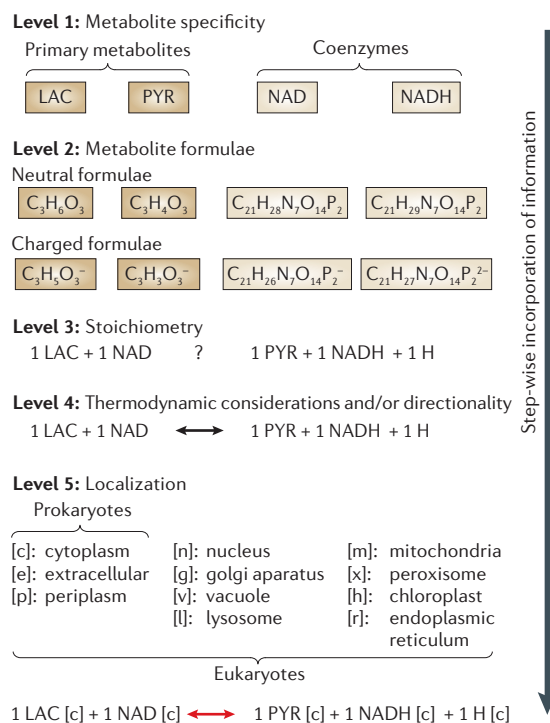 Level 1: Metabolite specificity
Primary metabolites Coenzymes
LAC PYR NAD NADH
Level 2: Metabolite formulae
Neutral formulae
C₃H₆O₃ C₃H₄O₃ C₂₁H₂₈N₇O₁₄P₂ C₂₁H₂₉N₇O₁₄P₂
Charged formulae
C₃H₅O₃⁻ C₃H₃O₃⁻ C₂₁H₂₆N₇O₁₄P₂⁻ C₂₁H₂₇N₇O₁₄P₂²⁻
Level 3: Stoichiometry
1 LAC + 1 NAD ? 1 PYR + 1 NADH + 1 H
Level 4: Thermodynamic considerations and/or directionality
1 LAC + 1 NAD ↔ 1 PYR + 1 NADH + 1 H
Level 5: Localization
Prokaryotes
[c]: cytoplasm [n]: nucleus [m]: mitochondria
[e]: extracellular [g]: golgi aparatus [x]: peroxisome
[p]: periplasm [v]: vacuole [h]: chloroplast
[l]: lysosome [r]: endoplasmic
reticulum
Eukaryotes
1 LAC [c] + 1 NAD [c] ↔ 1 PYR [c] + 1 NADH [c] + 1 H [c]
Step-wise incorporation of information